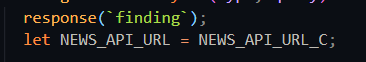 response(`finding`);
let NEWS_API_URL = NEWS_API_URL_C;